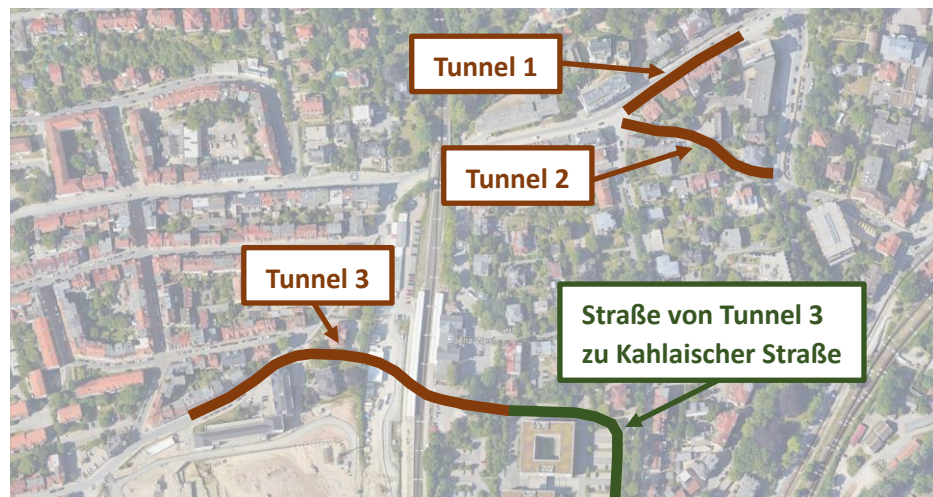 Tunnel 1
Tunnel 2
Tunnel 3
Straße von Tunnel 3
zu Kahlaischer Straße